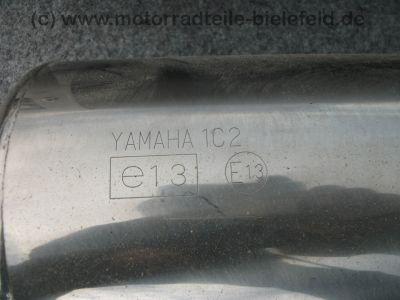 (c) www.motorradteile-bielefeld.de
YAMAHA 1C2
e13 E13